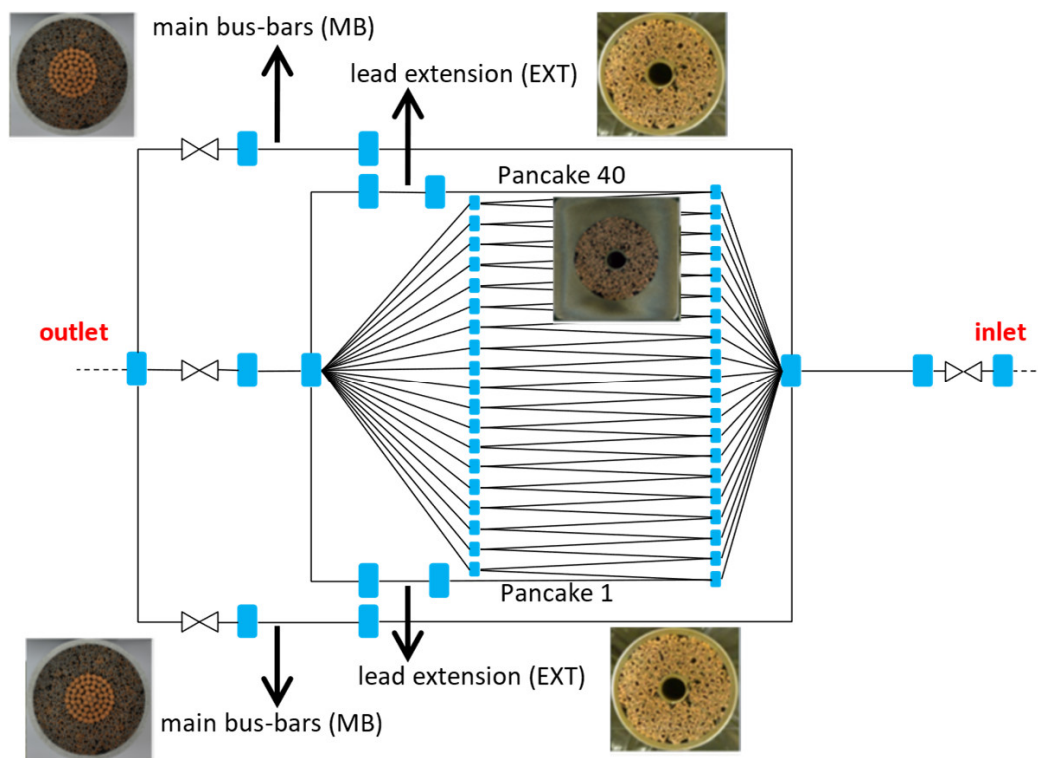 main bus-bars (MB)
lead extension (EXT)
Pancake 40
outlet
inlet
Pancake 1
lead extension (EXT)
main bus-bars (MB)